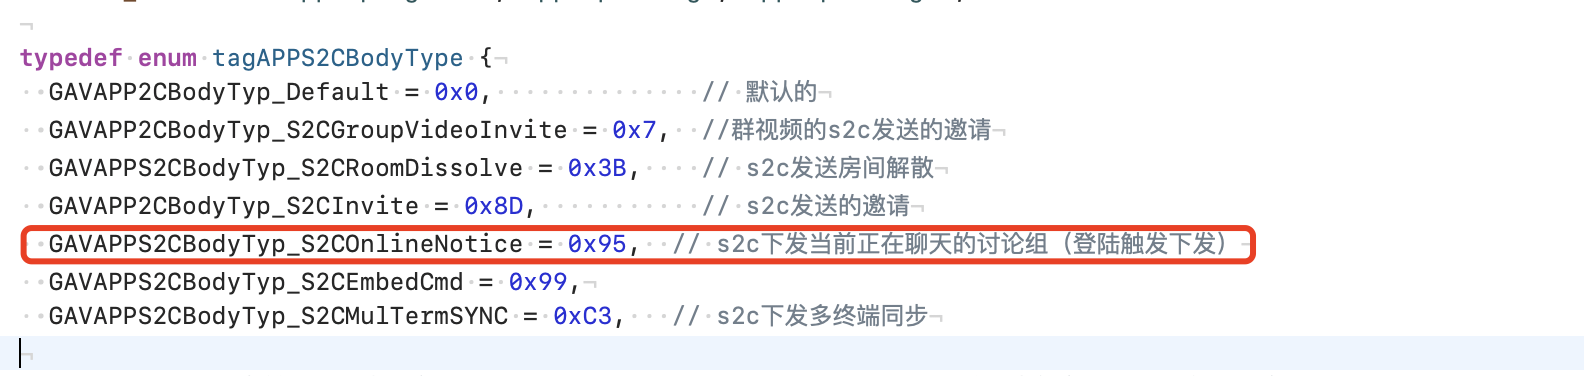 typedef enum tagAPPS2CBodyType {
GAVAPP2CBodyTyp_Default = 0x0, // 默认的
GAVAPP2CBodyTyp_S2CGroupVideoInvite = 0x7, //群视频的s2c发送的邀请
GAVAPPS2CBodyTyp_S2CRoomDissolve = 0x3B, // s2c发送房间解散
GAVAPP2CBodyTyp_S2CInvite = 0x8D, // s2c发送的邀请
GAVAPPS2CBodyTyp_S2COnlineNotice = 0x95, // s2c下发当前正在聊天的讨论组（登陆触发下发）
GAVAPPS2CBodyTyp_S2CEmbedCmd = 0x99,
GAVAPPS2CBodyTyp_S2CMulTermSYNC = 0xC3, // s2c下发多终端同步